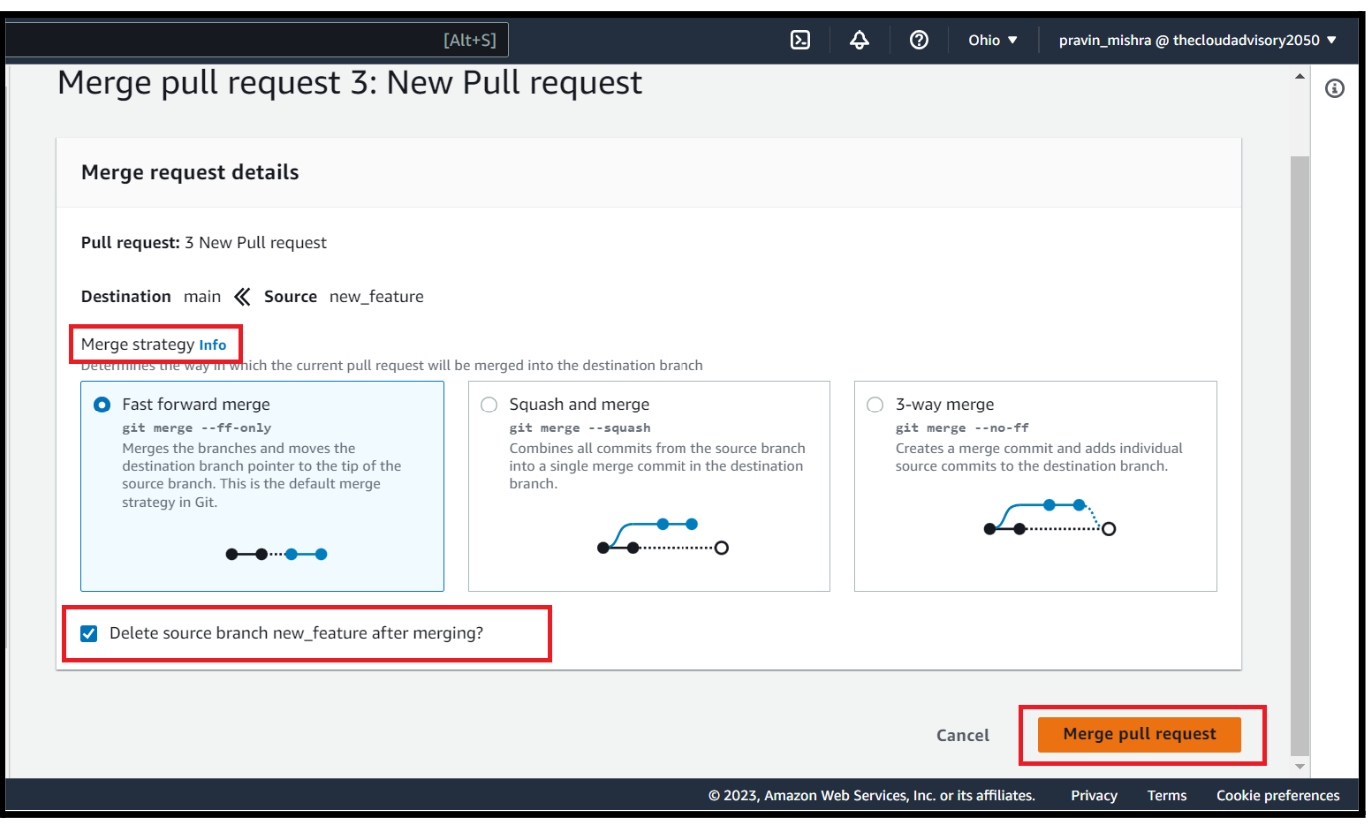 [Alt+S]
Ohio ▼
pravin_mishra @ thecloudadvisory2050 ▼
Merge pull request 3: New Pull request
Merge request details
Pull request: 3 New Pull request
Destination main Source new_feature
Merge strategy Info
Determines the way in which the current pull request will be merged into the destination branch
Fast forward merge
git merge --ff-only
Merges the branches and moves the
destination branch pointer to the tip of the
source branch. This is the default merge
strategy in Git.
Squash and merge
git merge --squash
Combines all commits from the source branch
into a single merge commit in the destination
branch.
3-way merge
git merge --no-ff
Creates a merge commit and adds individual
source commits to the destination branch.
Delete source branch new_feature after merging?
Cancel
Merge pull request
© 2023, Amazon Web Services, Inc. or its affiliates.
Privacy
Terms
Cookie preferences